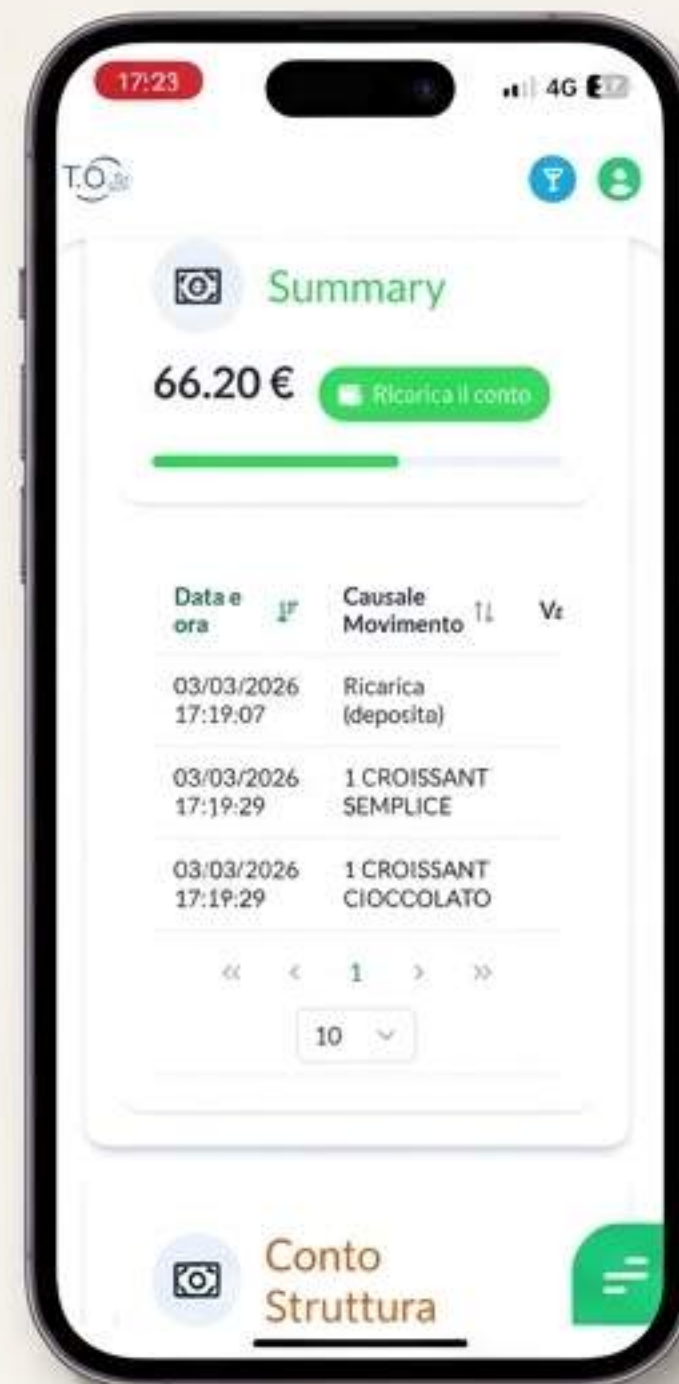 17:23
4G
T.O
Summary
66.20 €
Ricarica il conto
Data e
ora
Causale
Movimento
03/03/2026
17:19:07
Ricarica
(deposito)
03/03/2026
17:19:29
1 CROISSANT
SEMPLICE
03/03/2026
17:19:29
1 CROISSANT
CIOCCOLATO
« < 1 > »
10
Conto
Struttura